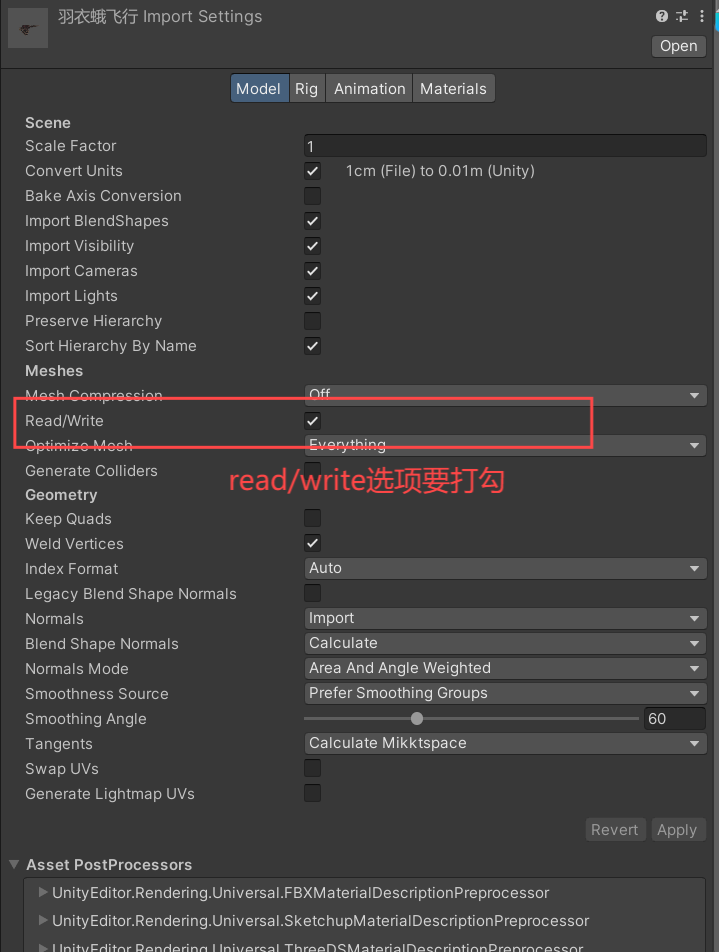 羽衣蛾飞行 Import Settings
Open
Model Rig Animation Materials
Scene
Scale Factor 1
Convert Units 1cm (File) to 0.01m (Unity)
Bake Axis Conversion
Import BlendShapes
Import Visibility
Import Cameras
Import Lights
Preserve Hierarchy
Sort Hierarchy By Name
Meshes
Mesh Compression Off
Read/Write
Optimize Mesh Everything
Generate Colliders
read/write选项要打勾
Geometry
Keep Quads
Weld Vertices
Index Format Auto
Legacy Blend Shape Normals
Normals Import
Blend Shape Normals Calculate
Normals Mode Area And Angle Weighted
Smoothness Source Prefer Smoothing Groups
Smoothing Angle 60
Tangents Calculate Mikktspace
Swap UVs
Generate Lightmap UVs
Revert Apply
Asset PostProcessors
UnityEditor.Rendering.Universal.FBXMaterialDescriptionPreprocessor
UnityEditor.Rendering.Universal.SketchupMaterialDescriptionPreprocessor
UnityEditor.Rendering.Universal.ThreeDSMaterialDescriptionPreprocessor